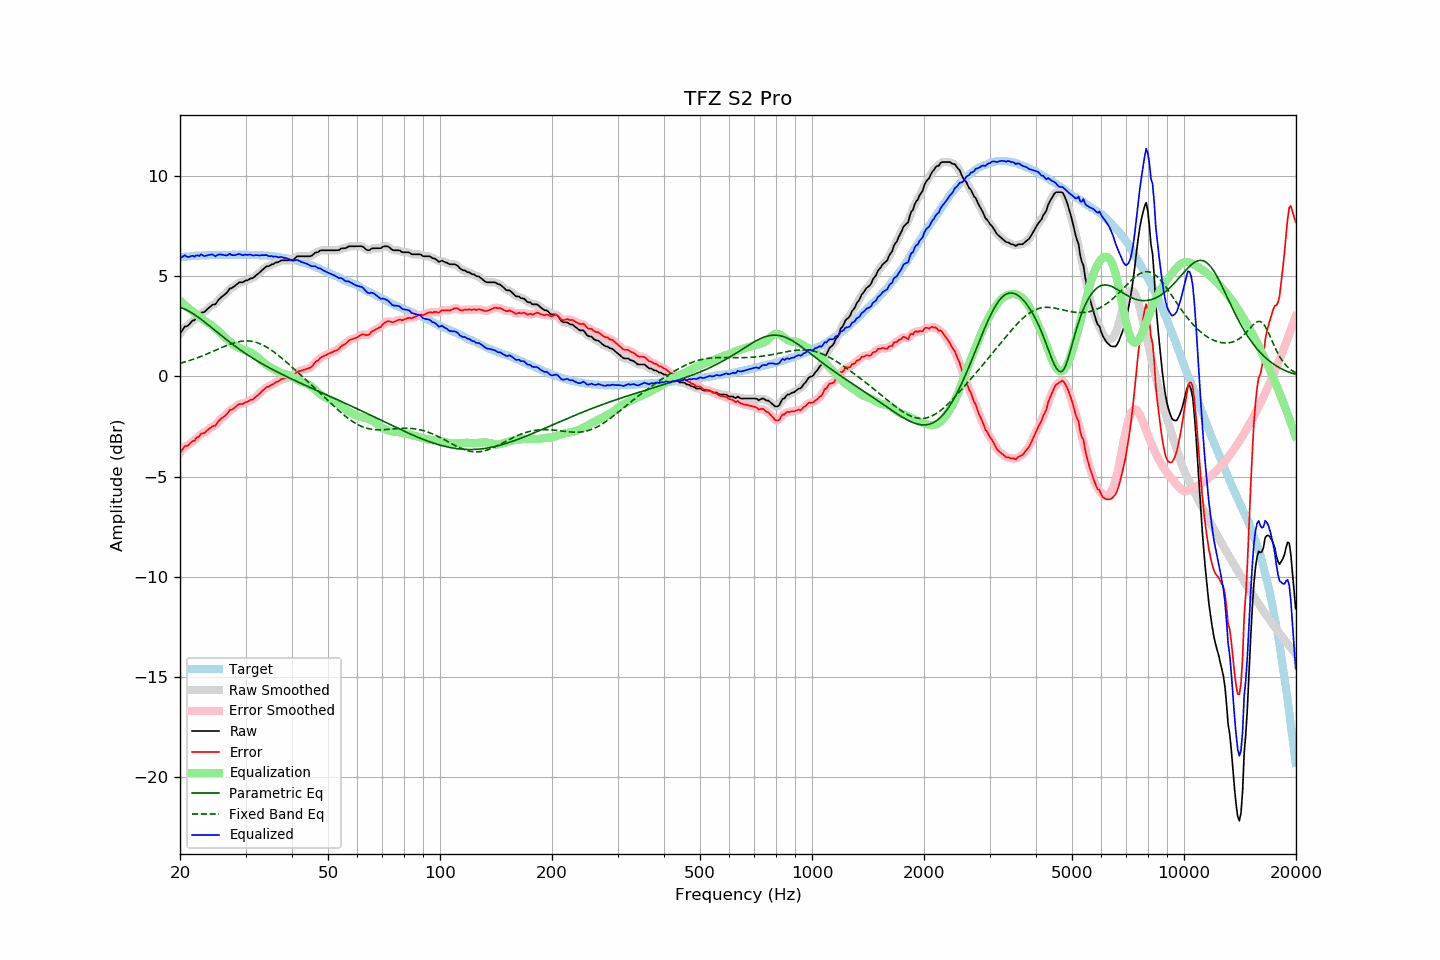 TFZ S2 Pro
Amplitude (dBr)
10
5
0
−5
−10
−15
−20
Target
Raw Smoothed
Error Smoothed
Raw
Error
Equalization
Parametric Eq
Fixed Band Eq
Equalized
20 50 100 200 500 1000 2000 5000 10000 20000
Frequency (Hz)